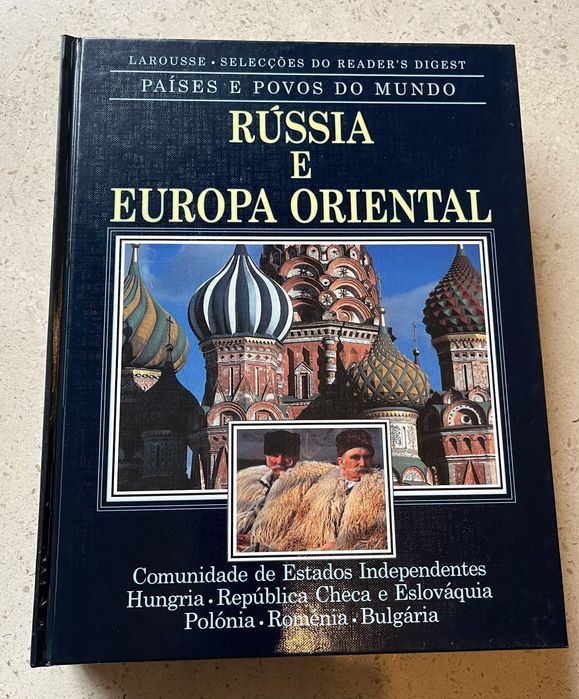 LAROUSSE • SELECÇÕES DO READER'S DIGEST
PAÍSES E POVOS DO MUNDO
RÚSSIA
E
EUROPA ORIENTAL
Comunidade de Estados Independentes
Hungria • República Checa e Eslováquia
Polónia • Roménia • Bulgária